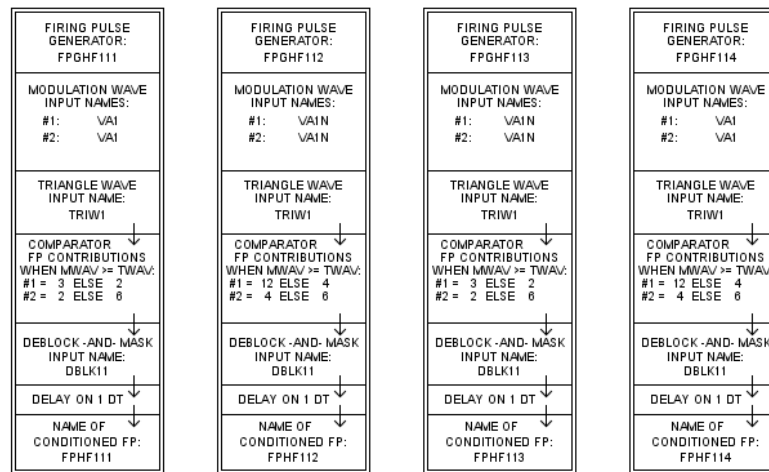 FIRING PULSE
GENERATOR:
FPGHF111
MODULATION WAVE
INPUT NAMES:
#1: VA1
#2: VA1
TRIANGLE WAVE
INPUT NAME:
TRIW1
COMPARATOR
FP CONTRIBUTIONS
WHEN MWAV >= TWAV:
#1 = 3 ELSE 2
#2 = 2 ELSE 6
DEBLOCK -AND- MASK
INPUT NAME:
DBLK11
DELAY ON 1 DT
NAME OF
CONDITIONED FP:
FPHF111
FIRING PULSE
GENERATOR:
FPGHF112
MODULATION WAVE
INPUT NAMES:
#1: VA1N
#2: VA1N
TRIANGLE WAVE
INPUT NAME:
TRIW1
COMPARATOR
FP CONTRIBUTIONS
WHEN MWAV >= TWAV:
#1 = 12 ELSE 4
#2 = 4 ELSE 6
DEBLOCK -AND- MASK
INPUT NAME:
DBLK11
DELAY ON 1 DT
NAME OF
CONDITIONED FP:
FPHF112
FIRING PULSE
GENERATOR:
FPGHF113
MODULATION WAVE
INPUT NAMES:
#1: VA1N
#2: VA1N
TRIANGLE WAVE
INPUT NAME:
TRIW1
COMPARATOR
FP CONTRIBUTIONS
WHEN MWAV >= TWAV:
#1 = 3 ELSE 2
#2 = 2 ELSE 6
DEBLOCK -AND- MASK
INPUT NAME:
DBLK11
DELAY ON 1 DT
NAME OF
CONDITIONED FP:
FPHF113
FIRING PULSE
GENERATOR:
FPGHF114
MODULATION WAVE
INPUT NAMES:
#1: VA1
#2: VA1
TRIANGLE WAVE
INPUT NAME:
TRIW1
COMPARATOR
FP CONTRIBUTIONS
WHEN MWAV >= TWAV:
#1 = 12 ELSE 4
#2 = 4 ELSE 6
DEBLOCK -AND- MASK
INPUT NAME:
DBLK11
DELAY ON 1 DT
NAME OF
CONDITIONED FP:
FPHF114